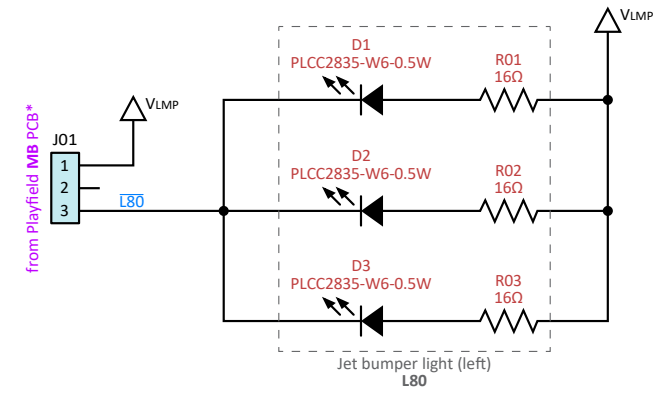 VLMP
D1
PLCC2835-W6-0.5W
R01
16Ω
VLMP
J01
1
2
3
from Playfield MB PCB*
L80
D2
PLCC2835-W6-0.5W
R02
16Ω
D3
PLCC2835-W6-0.5W
R03
16Ω
Jet bumper light (left)
L80